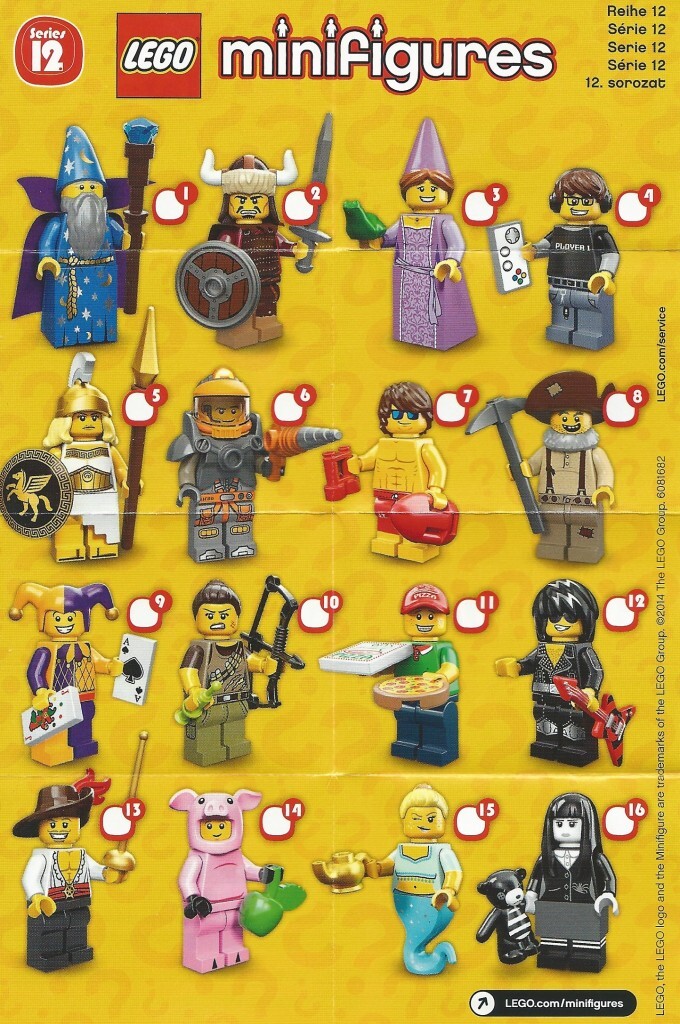 Series
12
LEGO minifigures
Reihe 12
Série 12
Serie 12
Série 12
12. sorozat
1
2
3
4
PLAYER 1
5
6
7
8
LEGO.com/service
9
10
11
12
A
A
PIZZA
13
14
15
16
LEGO, the LEGO logo and the Minifigure are trademarks of the LEGO Group. ©2014 The LEGO Group. 6081682
LEGO.com/minifigures